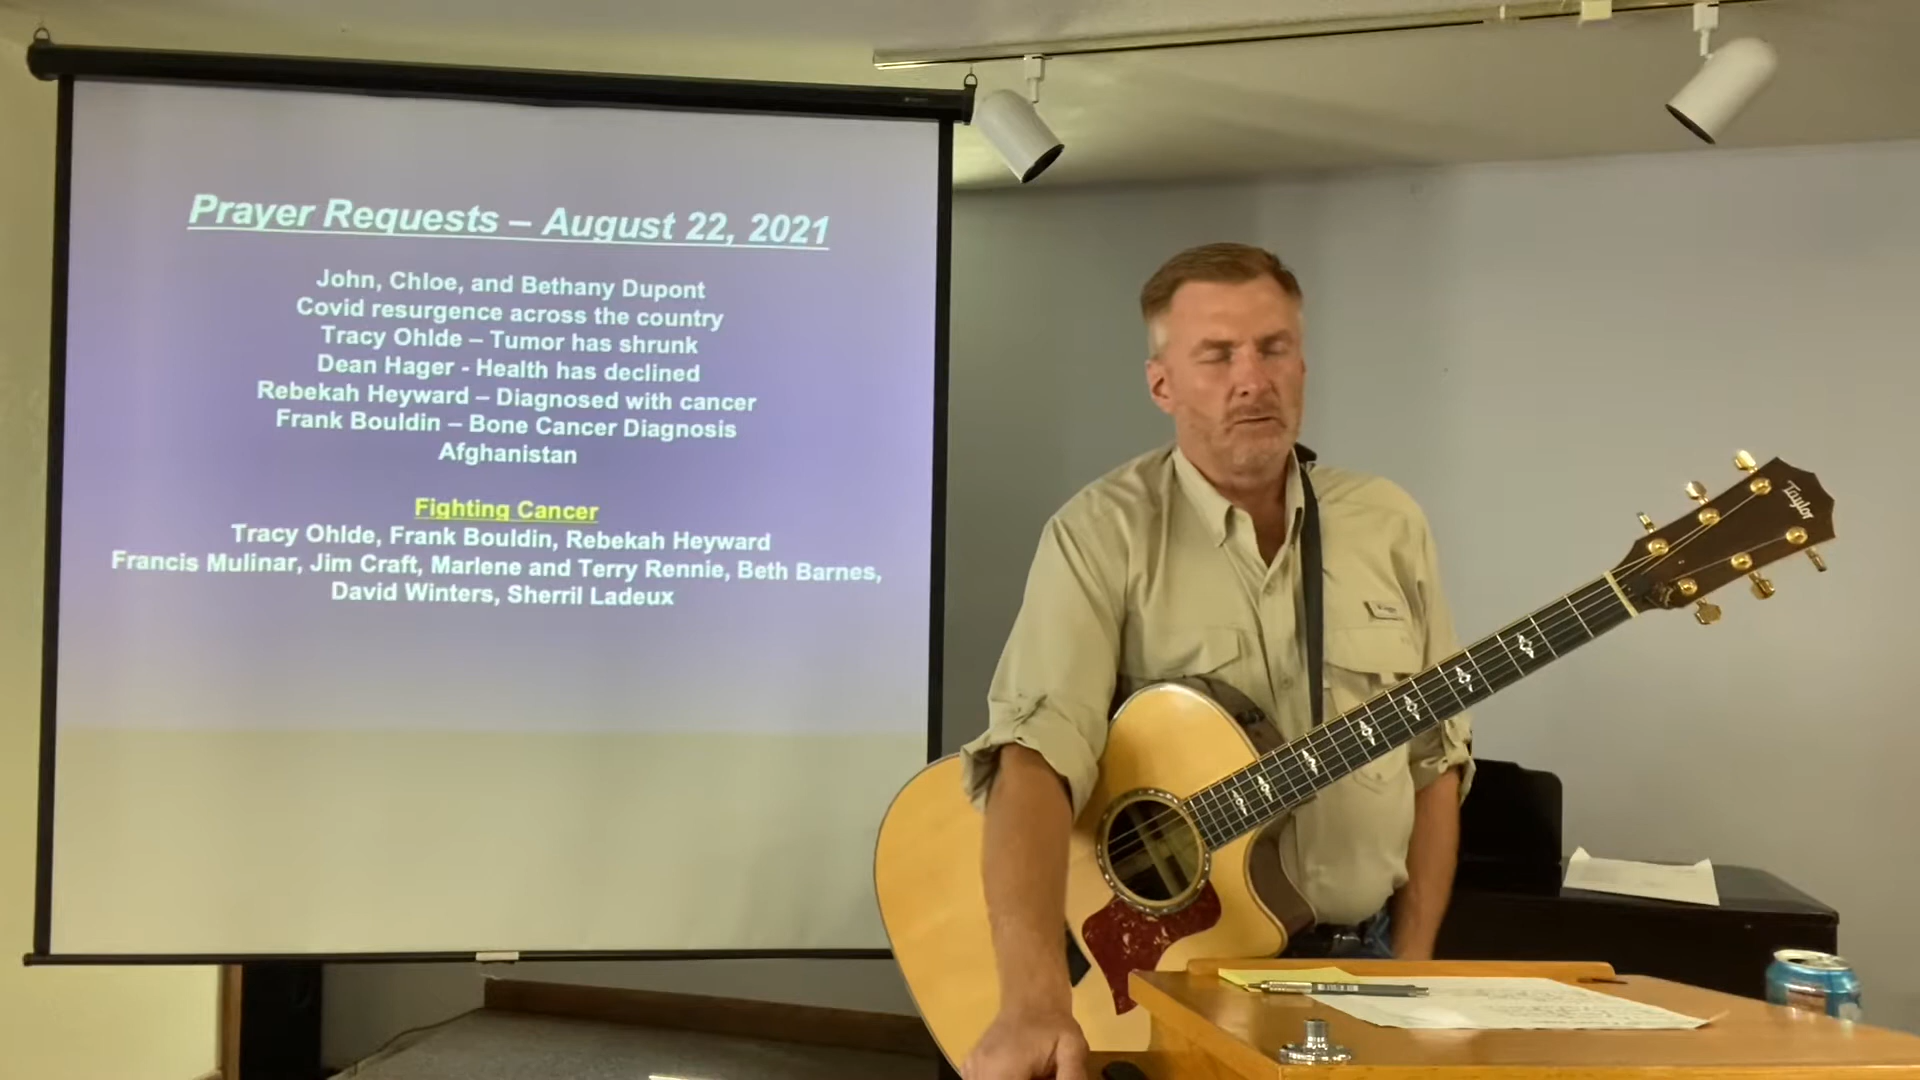 Prayer Requests – August 22, 2021
John, Chloe, and Bethany Dupont
Covid resurgence across the country
Tracy Ohlde – Tumor has shrunk
Dean Hager - Health has declined
Rebekah Heyward – Diagnosed with cancer
Frank Bouldin – Bone Cancer Diagnosis
Afghanistan
Fighting Cancer
Tracy Ohlde, Frank Bouldin, Rebekah Heyward
Francis Mulinar, Jim Craft, Marlene and Terry Rennie, Beth Barnes,
David Winters, Sherril Ladeux
Taylor